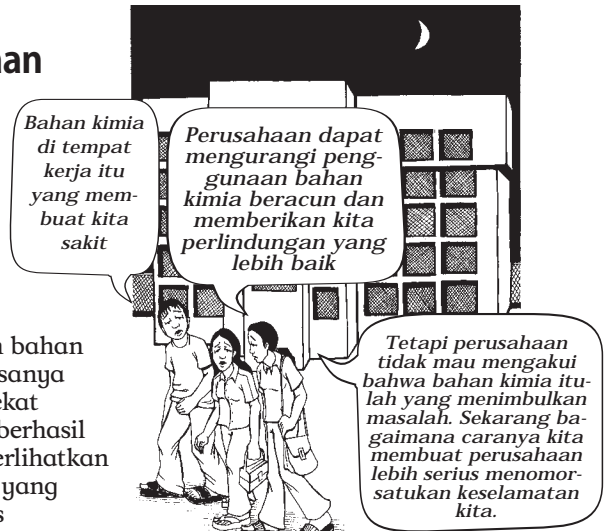 an
Bahan kimia
di tempat
kerja itu
yang mem-
buat kita
sakit
Perusahaan dapat
mengurangi peng-
gunaan bahan
kimia beracun dan
memberikan kita
perlindungan yang
lebih baik
Tetapi perusahaan
tidak mau mengakui
bahwa bahan kimia itu-
lah yang menimbulkan
masalah. Sekarang ba-
gaimana caranya kita
membuat perusahaan
lebih serius menomor-
satukan keselamatan
kita.
bahan
sanya
ekat
berhasil
erlihatkan
yang
s